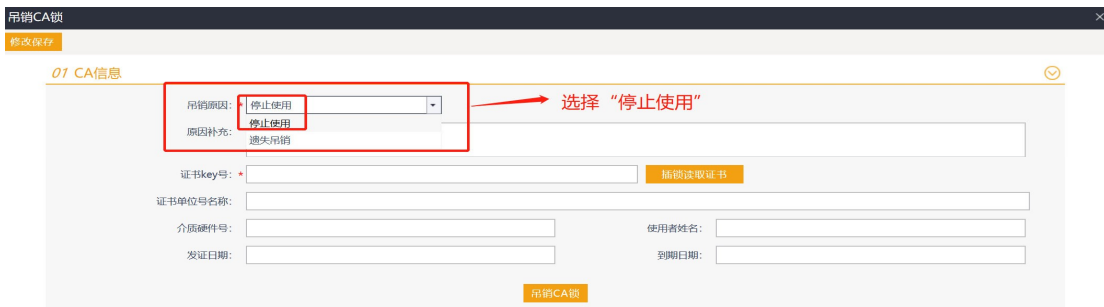 吊销CA锁
修改保存
01 CA信息
吊销原因: * 停止使用
选择“停止使用”
停止使用
原因补充:
遗失吊销
证书key号: * 插锁读取证书
证书单位号名称:
介质硬件号: 使用者姓名:
发证日期: 到期日期:
吊销CA锁